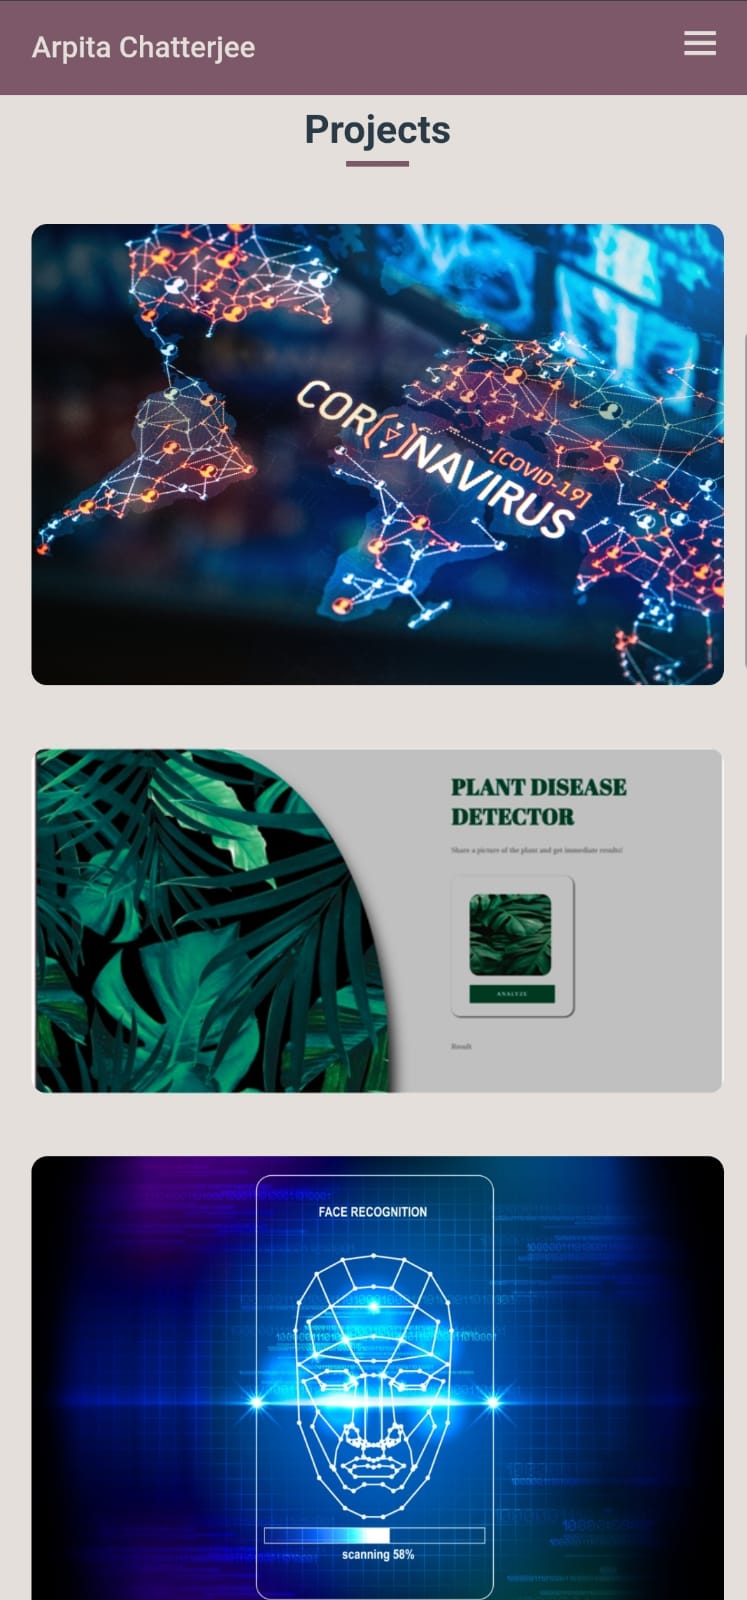 Arpita Chatterjee
Projects
CORONAVIRUS
[COVID-19]
PLANT DISEASE
DETECTOR
Share a picture of the plant and get immediate results!
ANALYZE
Result
FACE RECOGNITION
scanning 58%